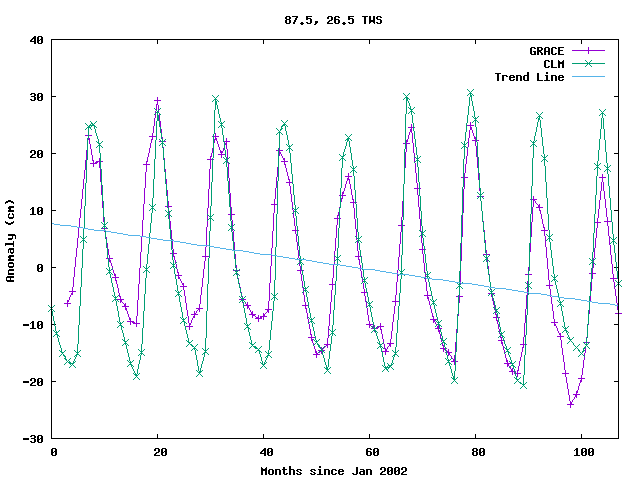 87.5, 26.5 TWS
GRACE
CLM
Trend Line
40
30
20
10
0
-10
-20
-30
Anomaly (cm)
0 20 40 60 80 100
Months since Jan 2002